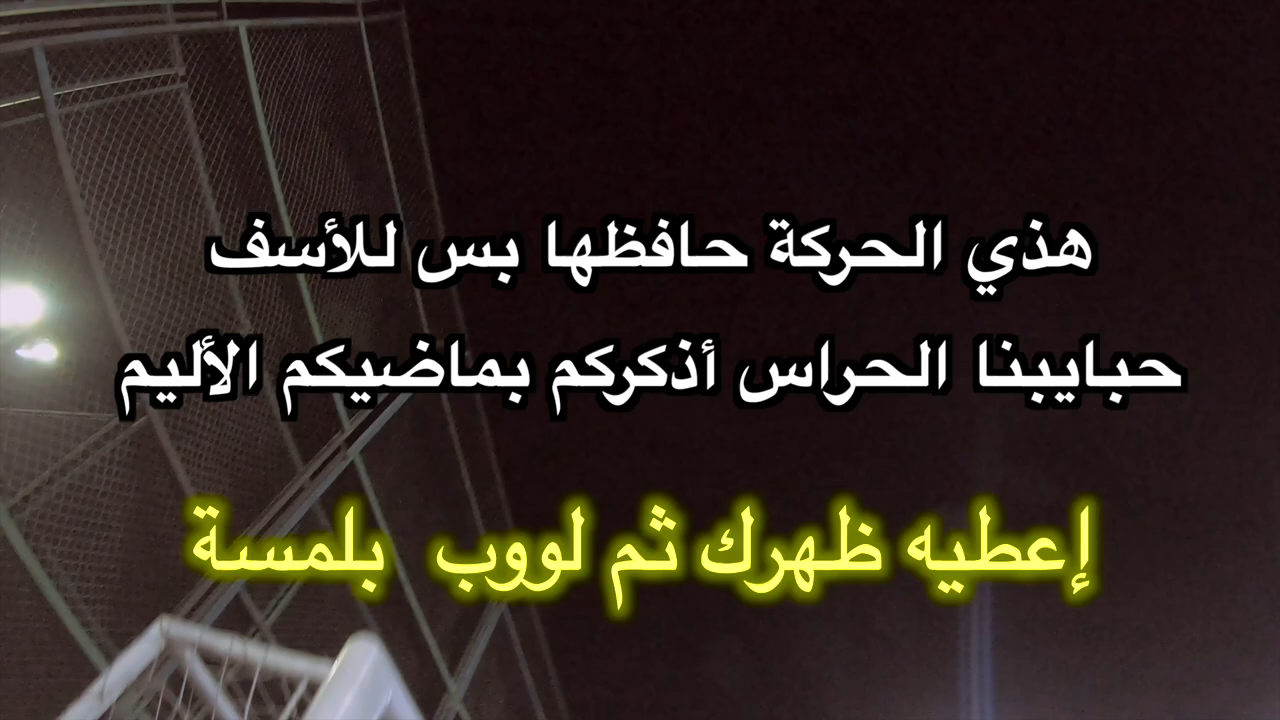 هذي الحركة حافظها بس للأسف
حبايبنا الحراس أذكركم بماضيكم الأليم
إعطيه ظهرك ثم لووب بلمسة